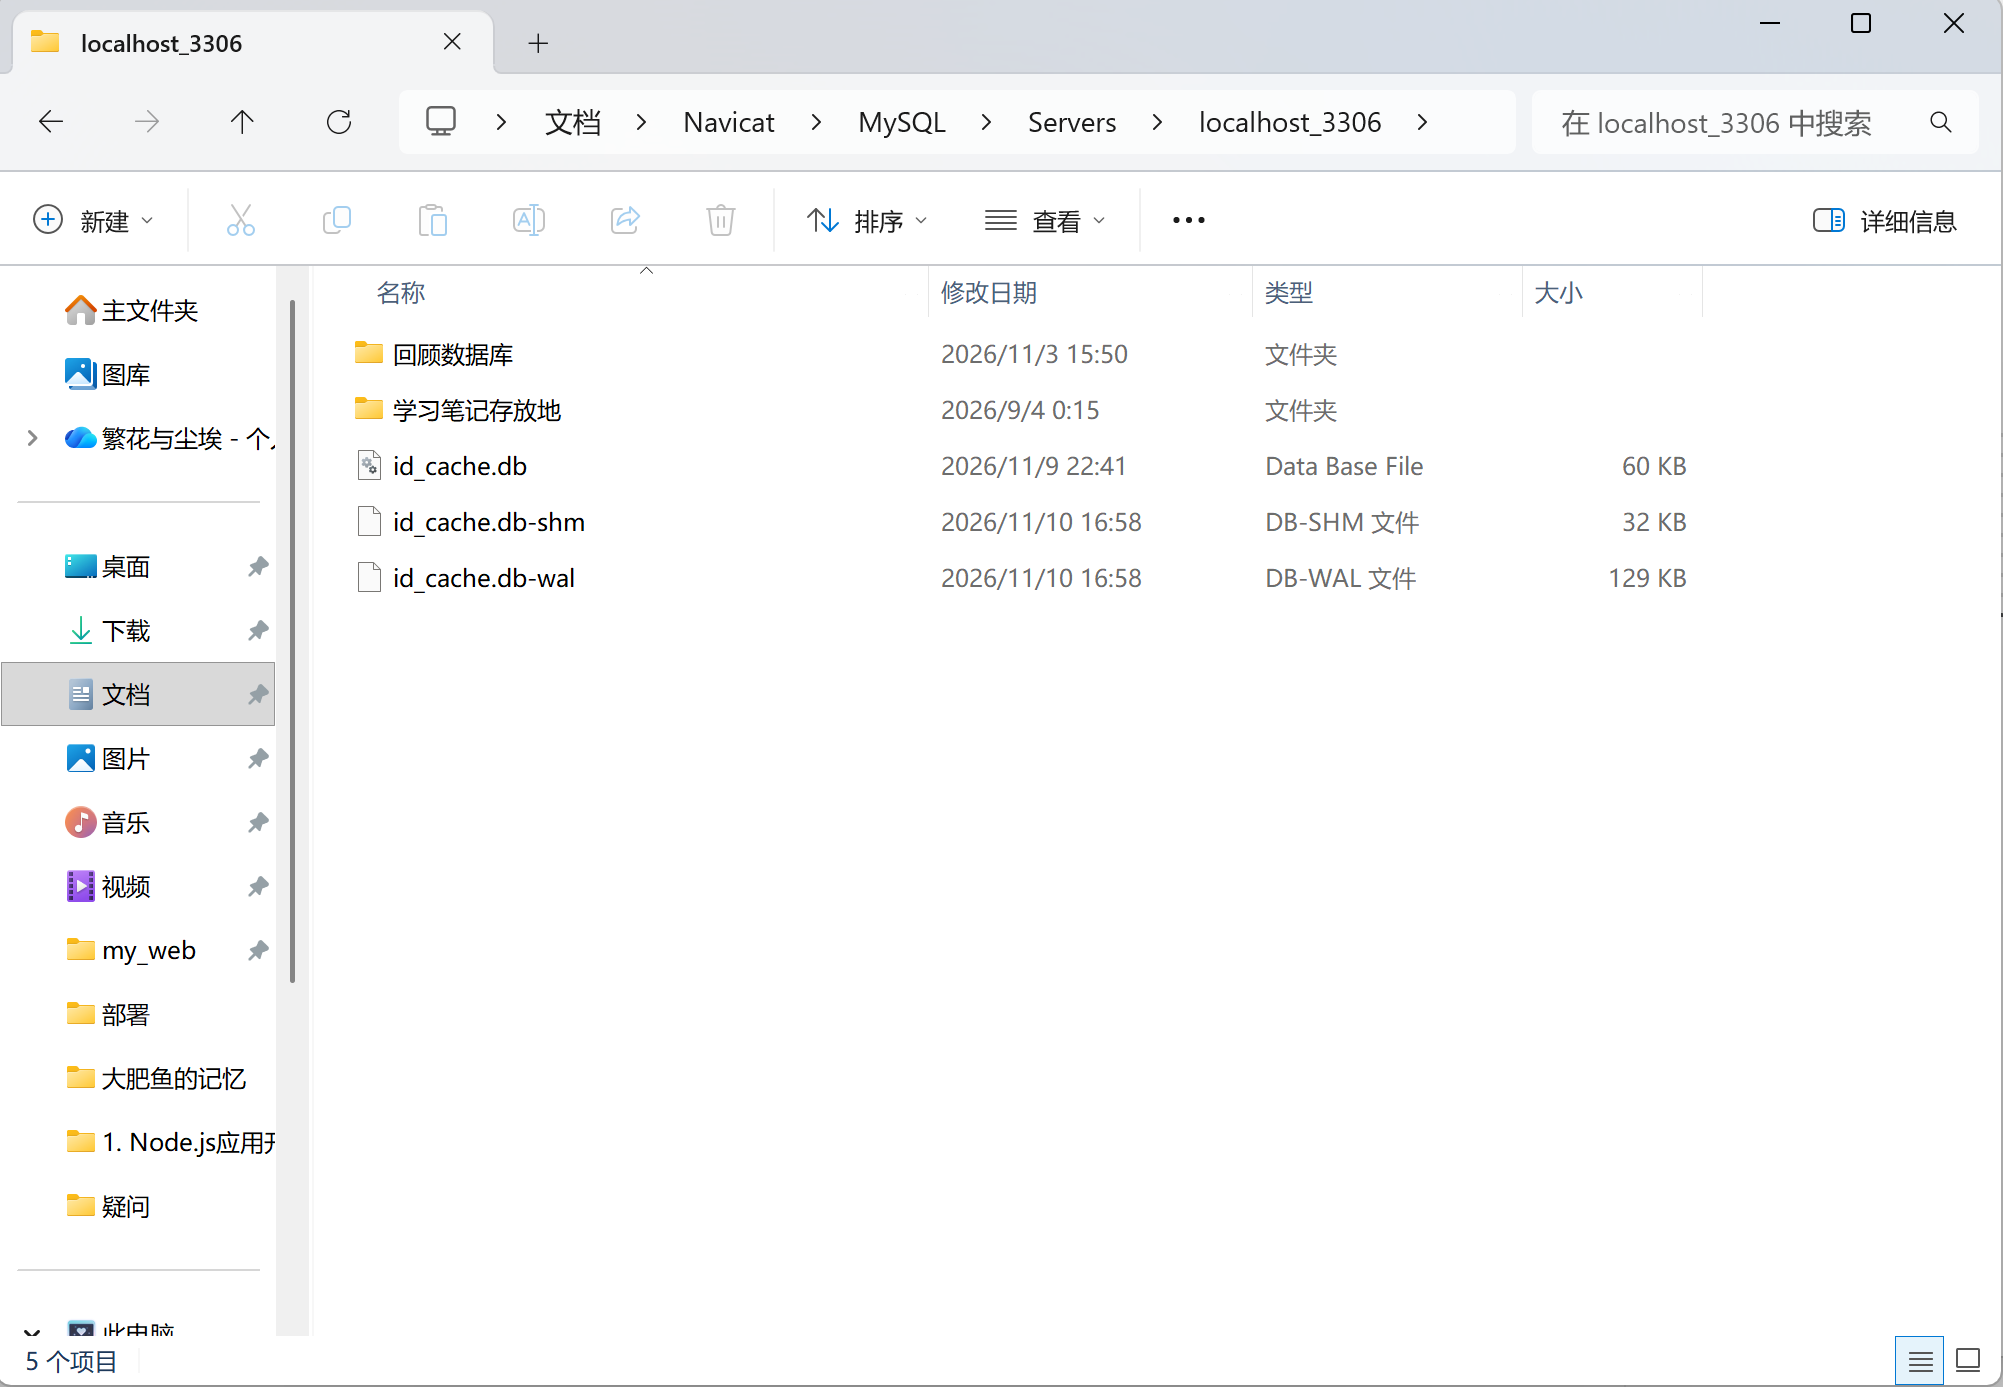 localhost_3306
文档 Navicat MySQL Servers localhost_3306
在 localhost_3306 中搜索
新建 排序 查看 详细信息
主文件夹
图库
繁花与尘埃 - 个
桌面
下载
文档
图片
音乐
视频
my_web
部署
大肥鱼的记忆
1. Node.js应用
疑问
此电脑
名称 修改日期 类型 大小
回顾数据库 2026/11/3 15:50 文件夹
学习笔记存放地 2026/9/4 0:15 文件夹
id_cache.db 2026/11/9 22:41 Data Base File 60 KB
id_cache.db-shm 2026/11/10 16:58 DB-SHM 文件 32 KB
id_cache.db-wal 2026/11/10 16:58 DB-WAL 文件 129 KB
5 个项目